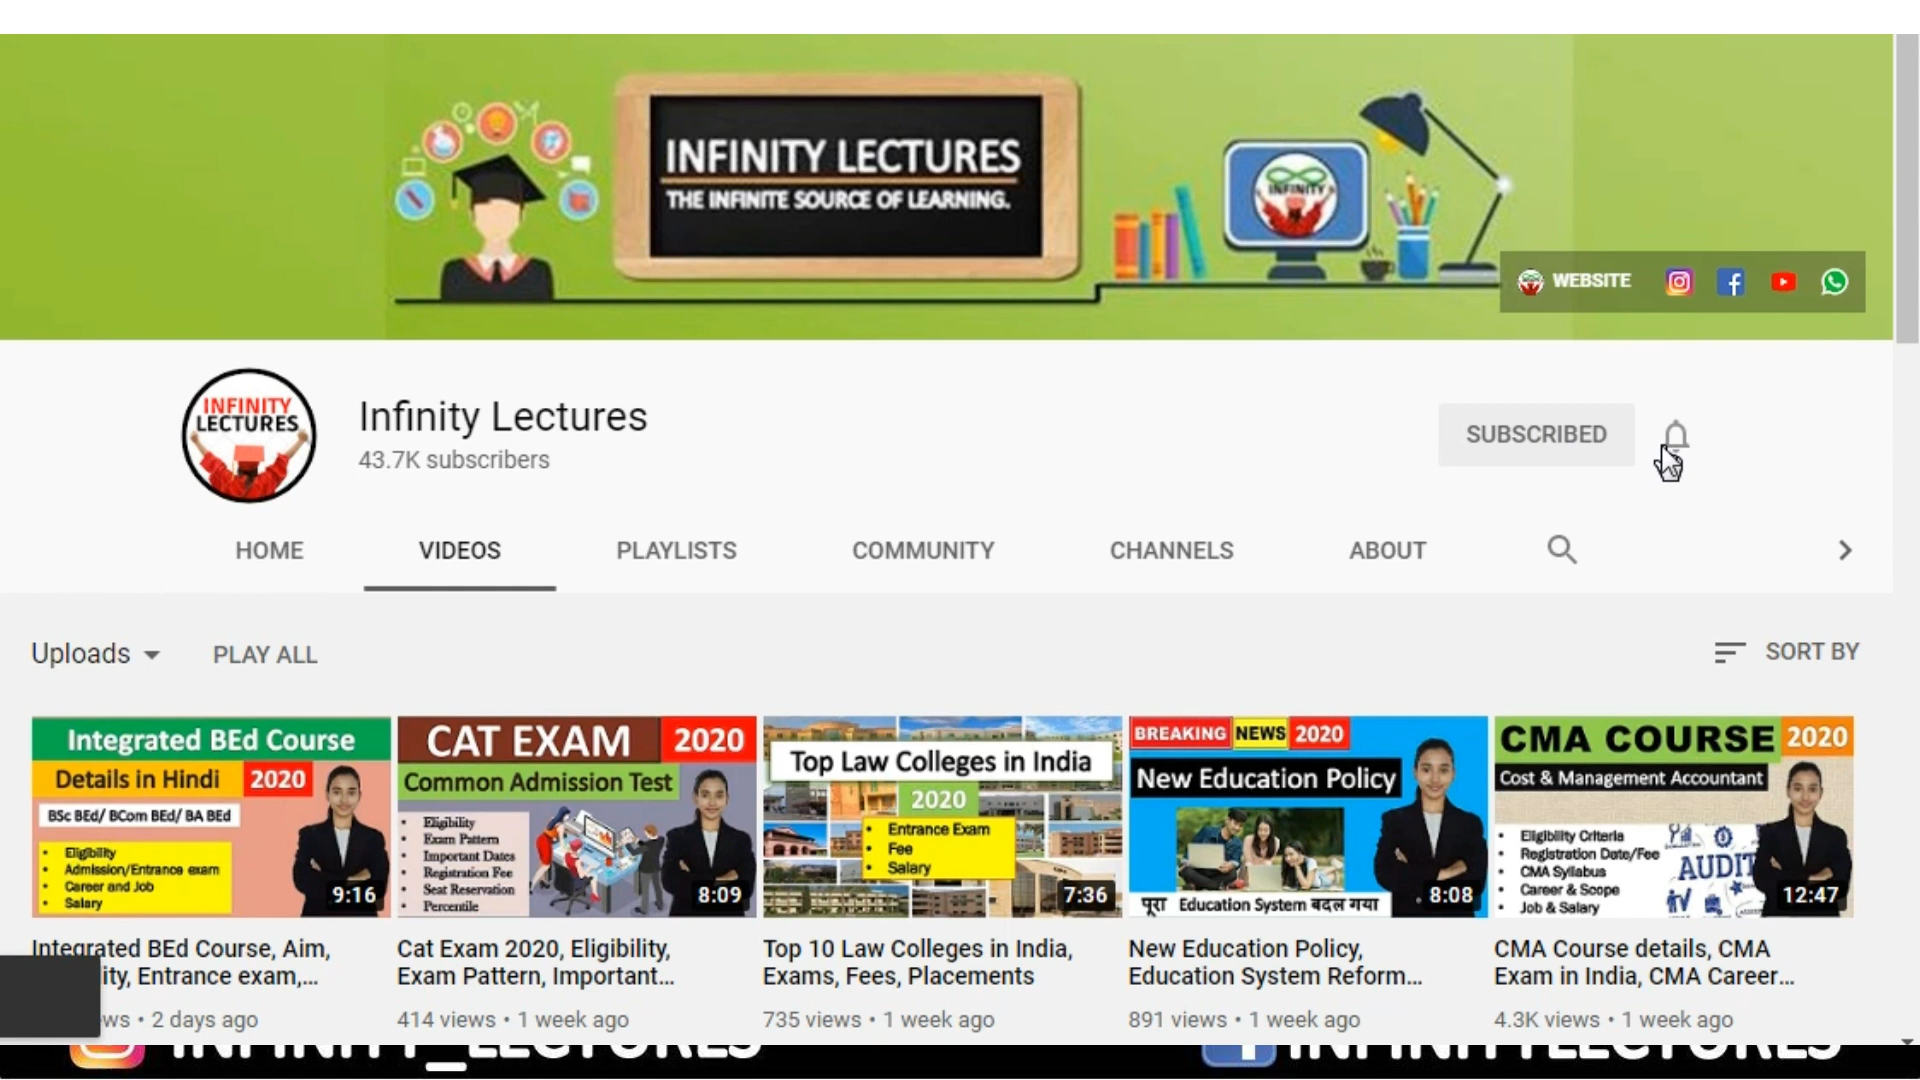 INFINITY LECTURES
THE INFINITE SOURCE OF LEARNING.
INFINITY
WEBSITE
INFINITY
LECTURES
Infinity Lectures
43.7K subscribers
SUBSCRIBED
HOME VIDEOS PLAYLISTS COMMUNITY CHANNELS ABOUT
Uploads PLAY ALL SORT BY
Integrated BEd Course
Details in Hindi 2020
BSc BEd/ BCom BEd/ BA BEd
• Eligibility
• Admission/Entrance exam
• Career and Job
• Salary
9:16
CAT EXAM 2020
Common Admission Test
• Eligibility
• Exam Pattern
• Important Dates
• Registration Fee
• Seat Reservation
• Percentile
8:09
Top Law Colleges in India
2020
• Entrance Exam
• Fee
• Salary
7:36
BREAKING NEWS 2020
New Education Policy
पूरा Education System बदल गया
8:08
CMA COURSE 2020
Cost & Management Accountant
• Eligibility Criteria
• Registration Date/Fee
• CMA Syllabus
• Career & Scope
• Job & Salary
AUDIT
12:47
Integrated BEd Course, Aim,
Entrance exam,...
2 days ago
Cat Exam 2020, Eligibility,
Exam Pattern, Important...
414 views • 1 week ago
Top 10 Law Colleges in India,
Exams, Fees, Placements
735 views • 1 week ago
New Education Policy,
Education System Reform...
891 views • 1 week ago
CMA Course details, CMA
Exam in India, CMA Career...
4.3K views • 1 week ago
INFINITY_LECTURES INFINITYLECTURES